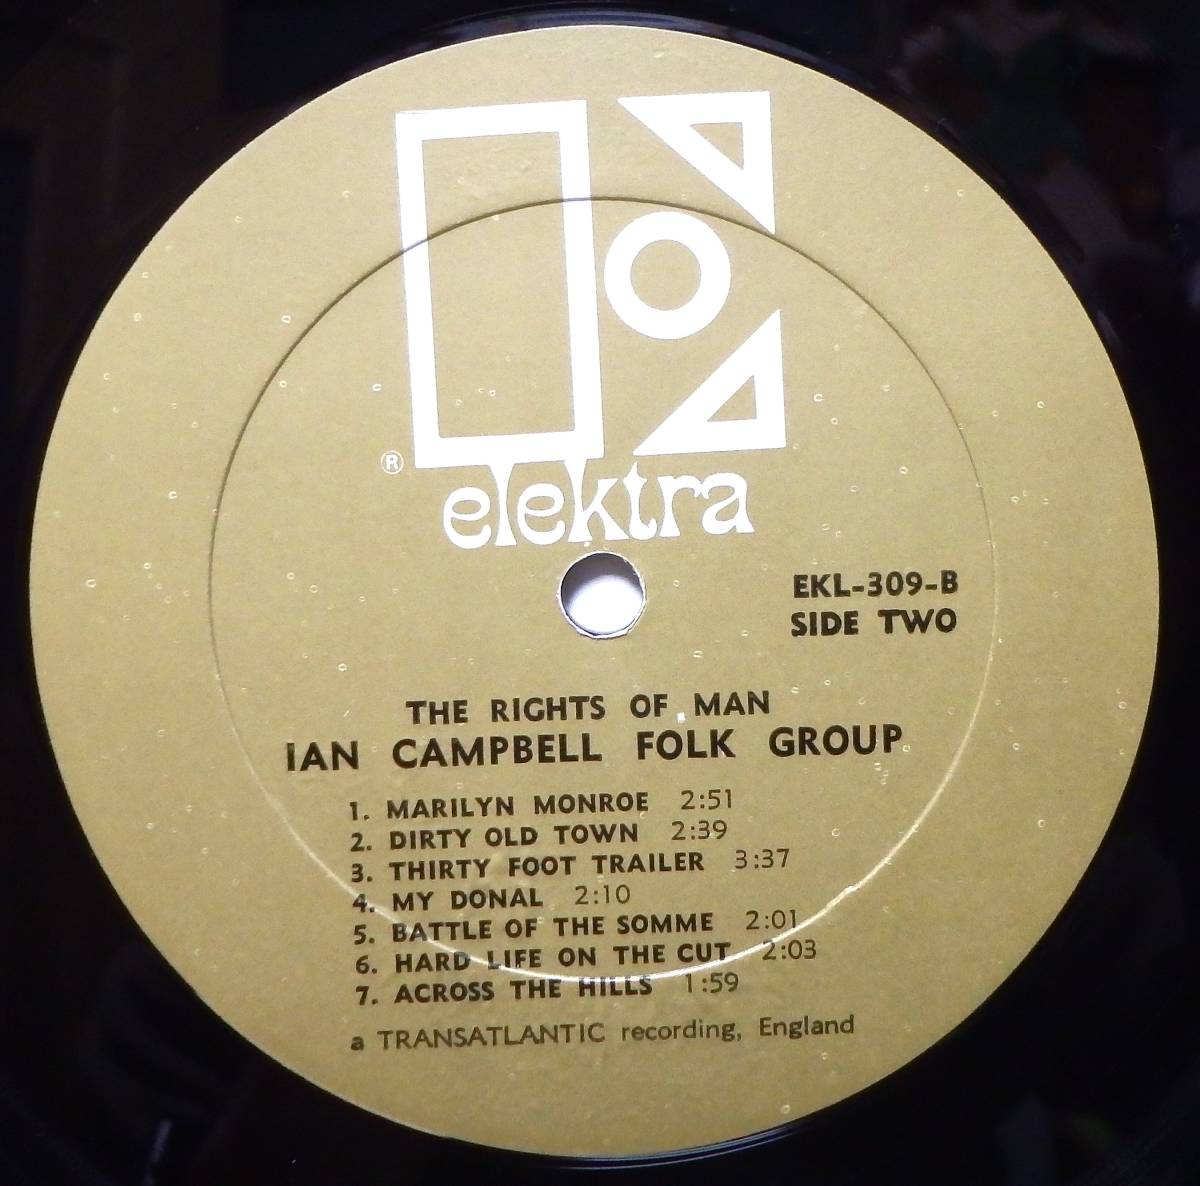 ®
elektra
EKL-309-B
SIDE TWO
THE RIGHTS OF MAN
IAN CAMPBELL FOLK GROUP
1. MARILYN MONROE 2:51
2. DIRTY OLD TOWN 2:39
3. THIRTY FOOT TRAILER 3:37
4. MY DONAL 2:10
5. BATTLE OF THE SOMME 2:01
6. HARD LIFE ON THE CUT 2:03
7. ACROSS THE HILLS 1:59
a TRANSATLANTIC recording, England